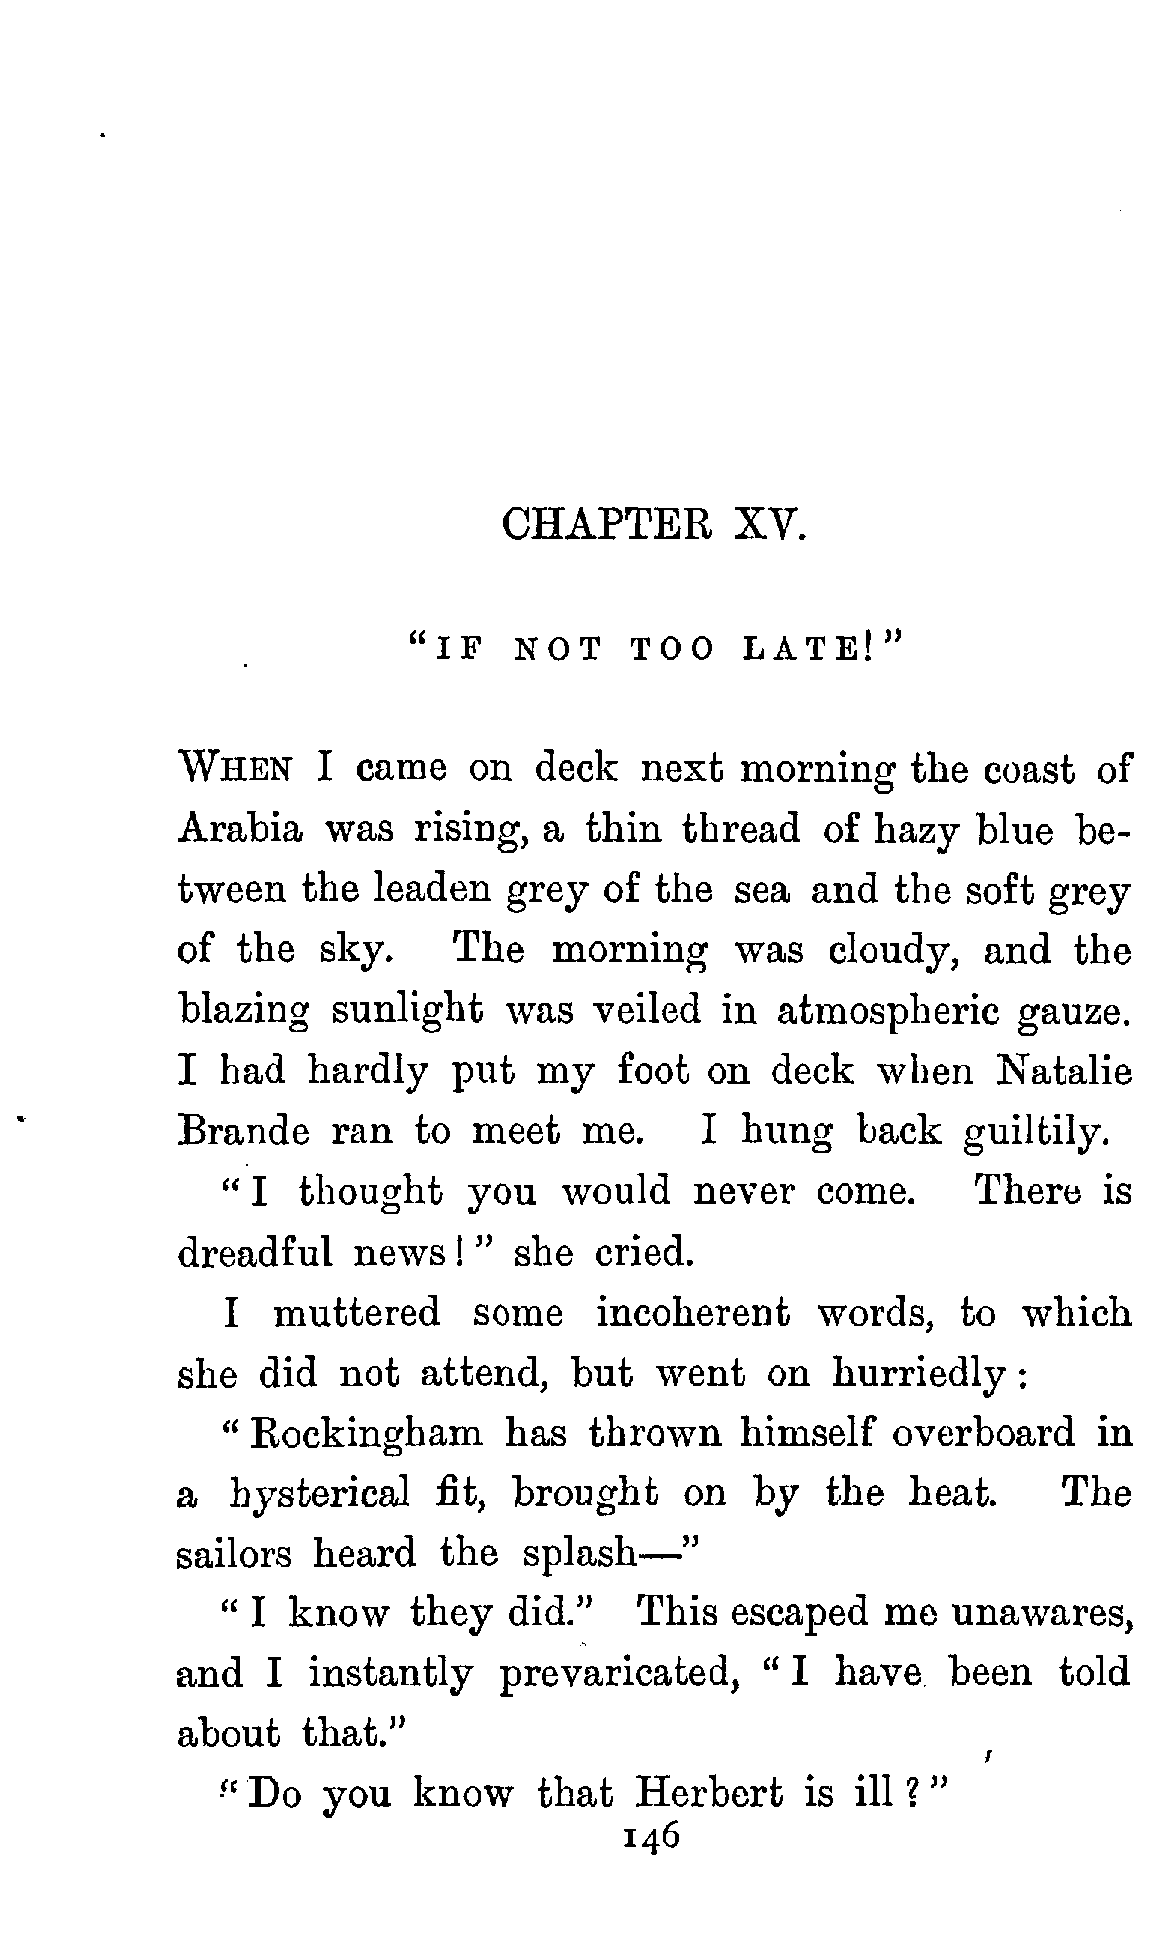 CHAPTER XV.
"IF NOT TOO LATE!"
WHEN I came on deck next morning the coast of
Arabia was rising, a thin thread of hazy blue be-
tween the leaden grey of the sea and the soft grey
of the sky. The morning was cloudy, and the
blazing sunlight was veiled in atmospheric gauze.
I had hardly put my foot on deck when Natalie
Brande ran to meet me. I hung back guiltily.
"I thought you would never come. There is
dreadful news!" she cried.
I muttered some incoherent words, to which
she did not attend, but went on hurriedly:
"Rockingham has thrown himself overboard in
a hysterical fit, brought on by the heat. The
sailors heard the splash—"
"I know they did." This escaped me unawares,
and I instantly prevaricated, "I have been told
about that."
"Do you know that Herbert is ill?"
146